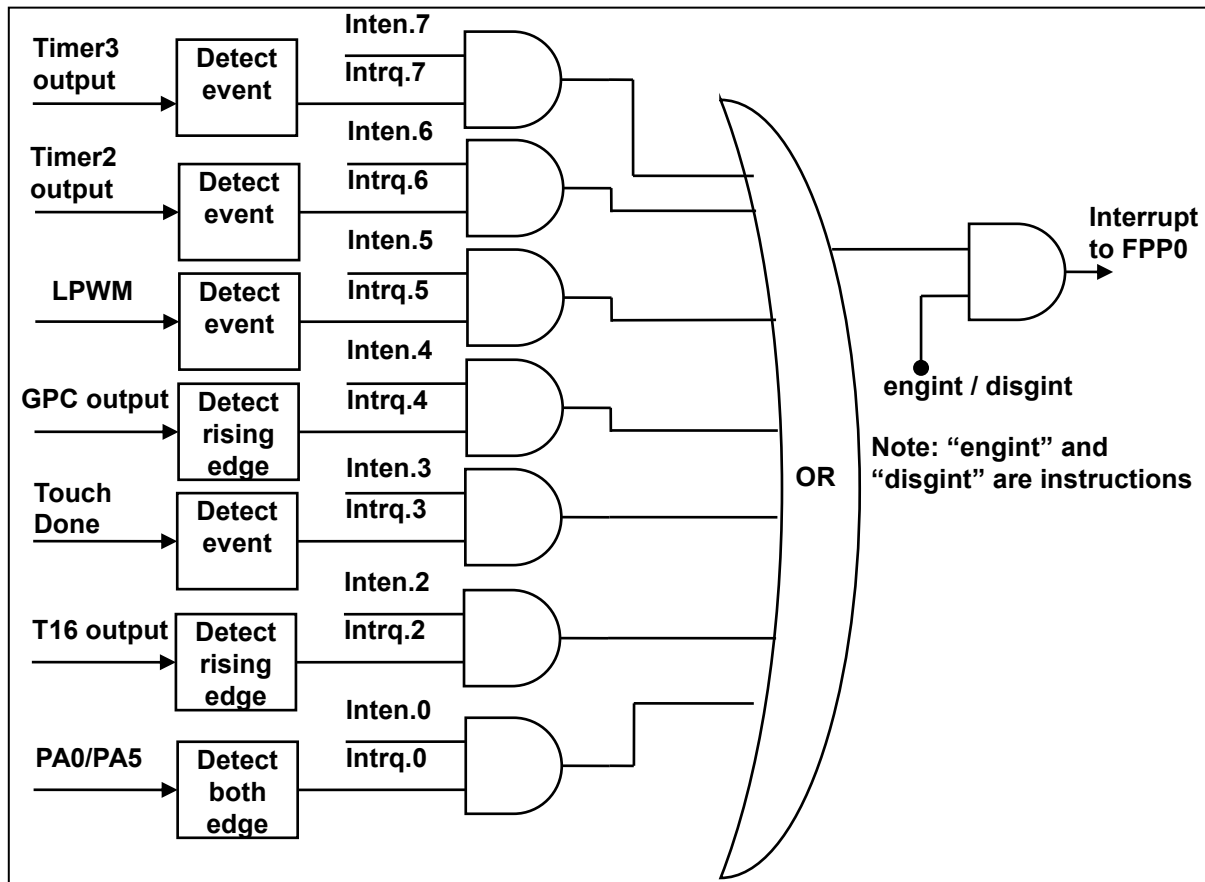 Timer3
output
Detect
event
Inten.7
Intrq.7
Timer2
output
Detect
event
Inten.6
Intrq.6
LPWM
Detect
event
Inten.5
Intrq.5
GPC output
Detect
rising
edge
Inten.4
Intrq.4
Touch
Done
Detect
event
Inten.3
Intrq.3
T16 output
Detect
rising
edge
Inten.2
Intrq.2
PA0/PA5
Detect
both
edge
Inten.0
Intrq.0
OR
Interrupt
to FPP0
engint / disgint
Note: “engint” and
“disgint” are instructions